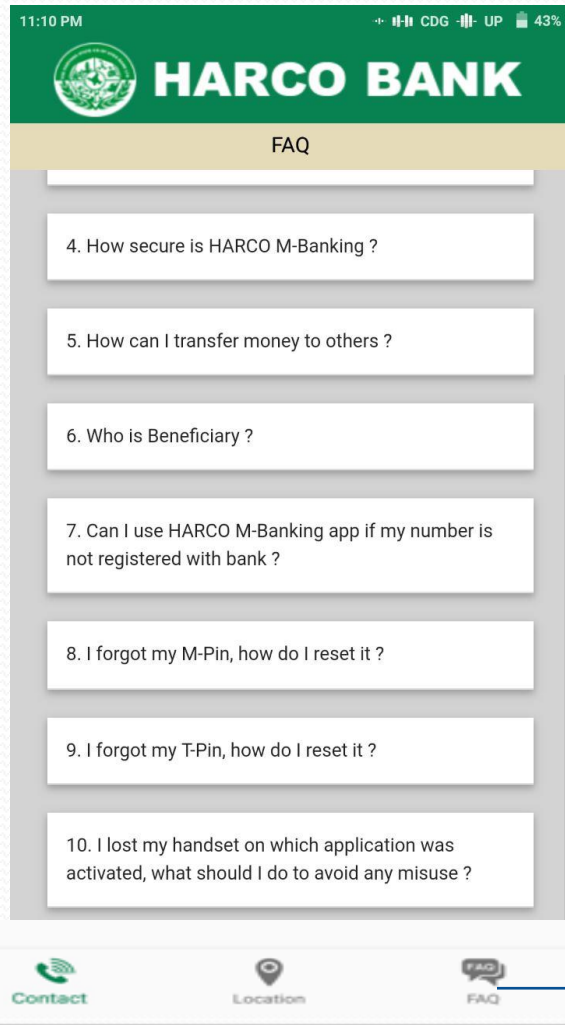 11:10 PM CDG UP 43%
HARCO BANK
FAQ
4. How secure is HARCO M-Banking ?
5. How can I transfer money to others ?
6. Who is Beneficiary ?
7. Can I use HARCO M-Banking app if my number is
not registered with bank ?
8. I forgot my M-Pin, how do I reset it ?
9. I forgot my T-Pin, how do I reset it ?
10. I lost my handset on which application was
activated, what should I do to avoid any misuse ?
FAQ
Contact Location FAQ